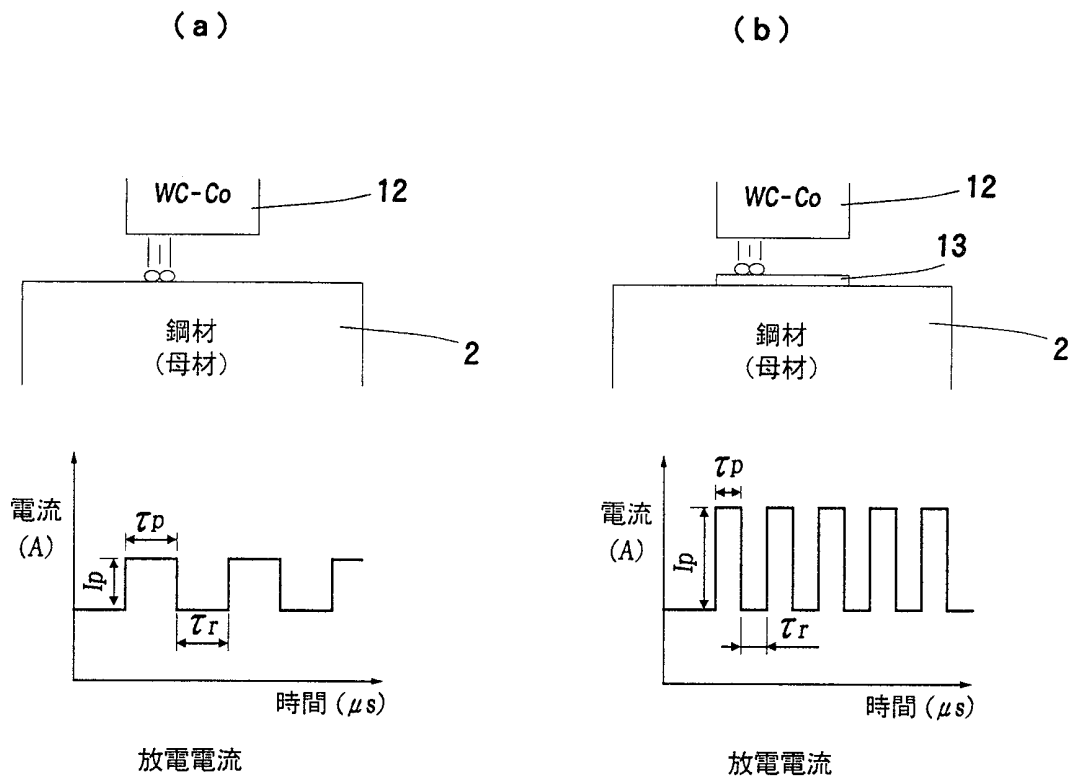 (a)
WC-Co
12
鋼材
(母材)
2
電流
(A)
τp
Ip
τr
時間 (μs)
放電電流
(b)
WC-Co
12
13
鋼材
(母材)
2
τp
電流
(A)
Ip
τr
時間 (μs)
放電電流